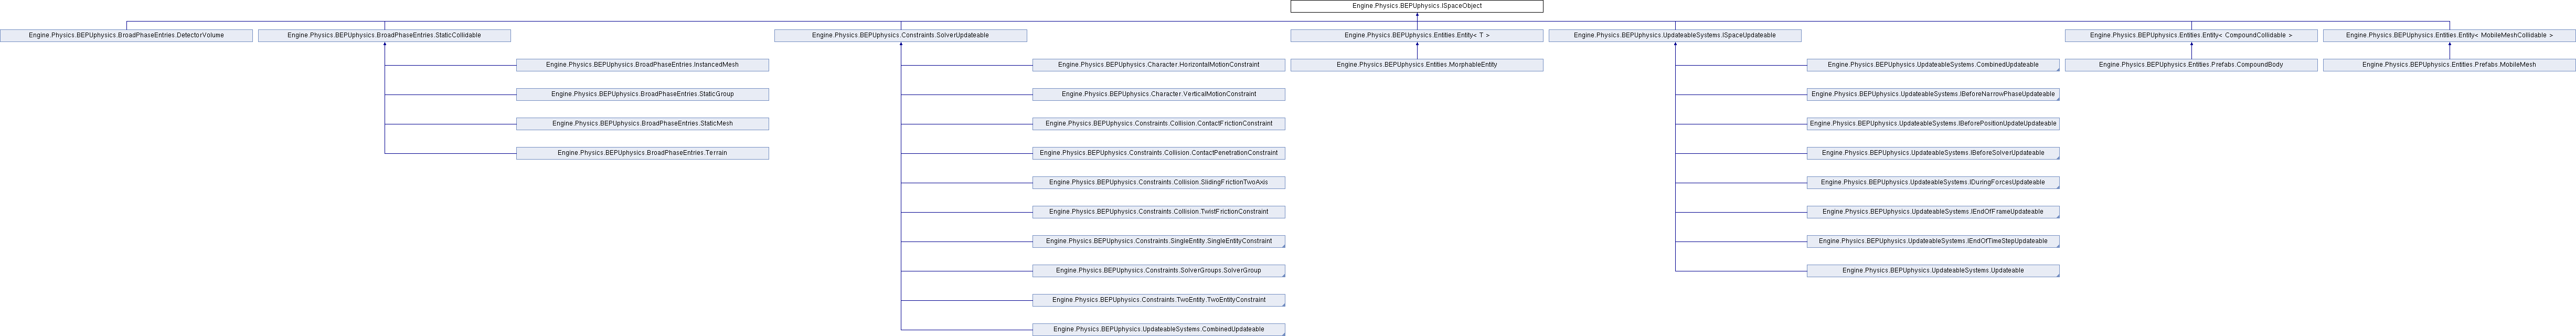 Engine.Physics.BEPUphysics.ISpaceObject
Engine.Physics.BEPUphysics.BroadPhaseEntries.DetectorVolume
Engine.Physics.BEPUphysics.BroadPhaseEntries.StaticCollidable
Engine.Physics.BEPUphysics.Constraints.SolverUpdateable
Engine.Physics.BEPUphysics.Entities.Entity< T >
Engine.Physics.BEPUphysics.UpdateableSystems.ISpaceUpdateable
Engine.Physics.BEPUphysics.Entities.Entity< CompoundCollidable >
Engine.Physics.BEPUphysics.Entities.Entity< MobileMeshCollidable >
Engine.Physics.BEPUphysics.BroadPhaseEntries.InstancedMesh
Engine.Physics.BEPUphysics.Character.HorizontalMotionConstraint
Engine.Physics.BEPUphysics.Entities.MorphableEntity
Engine.Physics.BEPUphysics.UpdateableSystems.CombinedUpdateable
Engine.Physics.BEPUphysics.Entities.Prefabs.CompoundBody
Engine.Physics.BEPUphysics.Entities.Prefabs.MobileMesh
Engine.Physics.BEPUphysics.BroadPhaseEntries.StaticGroup
Engine.Physics.BEPUphysics.Character.VerticalMotionConstraint
Engine.Physics.BEPUphysics.UpdateableSystems.IBeforeNarrowPhaseUpdateable
Engine.Physics.BEPUphysics.BroadPhaseEntries.StaticMesh
Engine.Physics.BEPUphysics.Constraints.Collision.ContactFrictionConstraint
Engine.Physics.BEPUphysics.UpdateableSystems.IBeforePositionUpdateUpdateable
Engine.Physics.BEPUphysics.BroadPhaseEntries.Terrain
Engine.Physics.BEPUphysics.Constraints.Collision.ContactPenetrationConstraint
Engine.Physics.BEPUphysics.UpdateableSystems.IBeforeSolverUpdateable
Engine.Physics.BEPUphysics.Constraints.Collision.SlidingFrictionTwoAxis
Engine.Physics.BEPUphysics.UpdateableSystems.IDuringForcesUpdateable
Engine.Physics.BEPUphysics.Constraints.Collision.TwistFrictionConstraint
Engine.Physics.BEPUphysics.UpdateableSystems.IEndOfFrameUpdateable
Engine.Physics.BEPUphysics.Constraints.SingleEntity.SingleEntityConstraint
Engine.Physics.BEPUphysics.UpdateableSystems.IEndOfTimeStepUpdateable
Engine.Physics.BEPUphysics.Constraints.SolverGroups.SolverGroup
Engine.Physics.BEPUphysics.UpdateableSystems.Updateable
Engine.Physics.BEPUphysics.Constraints.TwoEntity.TwoEntityConstraint
Engine.Physics.BEPUphysics.UpdateableSystems.CombinedUpdateable